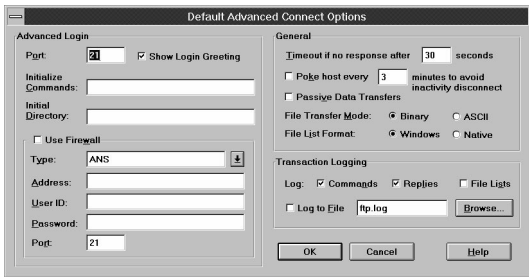 Default Advanced Connect Options
Advanced Login
Port: 21 Show Login Greeting
Initialize
Commands:
Initial
Directory:
Use Firewall
Type: ANS
Address:
User ID:
Password:
Port: 21
General
Timeout if no response after 30 seconds
Poke host every 3 minutes to avoid
inactivity disconnect
Passive Data Transfers
File Transfer Mode: Binary ASCII
File List Format: Windows Native
Transaction Logging
Log: Commands Replies File Lists
Log to File ftp.log Browse...
OK Cancel Help